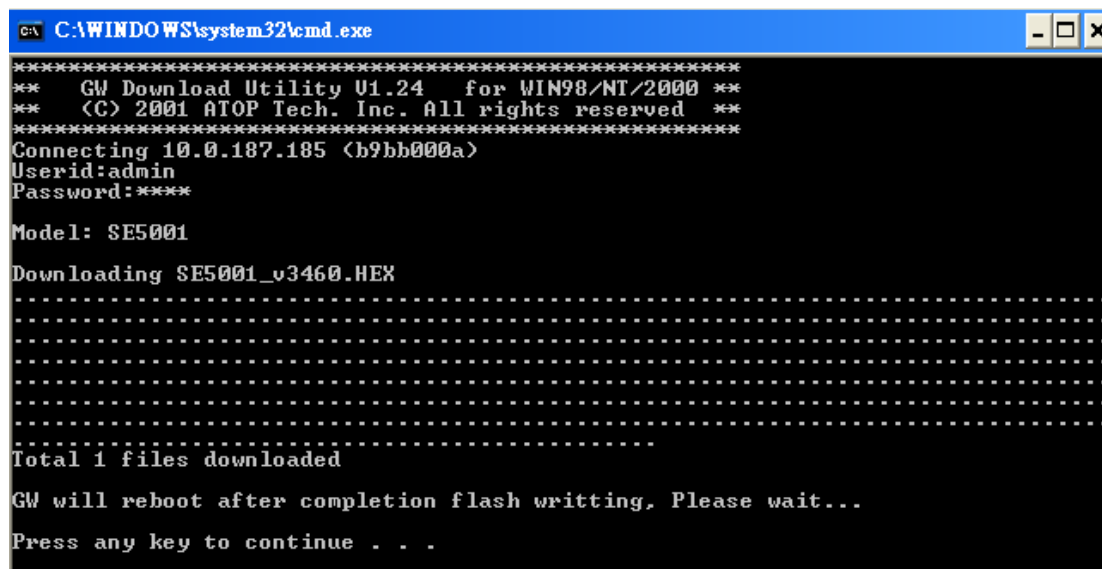 C:\WINDOWS\system32\cmd.exe
*****************************************************
**   GW Download Utility V1.24   for WIN98/NT/2000 **
**   (C) 2001 ATOP Tech. Inc. All rights reserved  **
*****************************************************
Connecting 10.0.187.185 (b9bb000a)
Userid:admin
Password:****
Model: SE5001
Downloading SE5001_v3460.HEX
................................................................................
................................................................................
................................................................................
................................................................................
................................................................................
................................................................................
................................................................................
...............................................
Total 1 files downloaded
GW will reboot after completion flash writting, Please wait...
Press any key to continue . . .